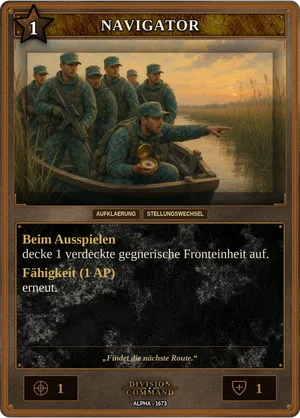 1
NAVIGATOR
AUFKLAERUNG STELLUNGSWECHSEL
Beim Ausspielen
decke 1 verdeckte gegnerische Fronteinheit auf.
Fähigkeit (1 AP)
erneut.
„Findet die nächste Route.“
1
DIVISION
COMMAND
1
ALPHA - 1673